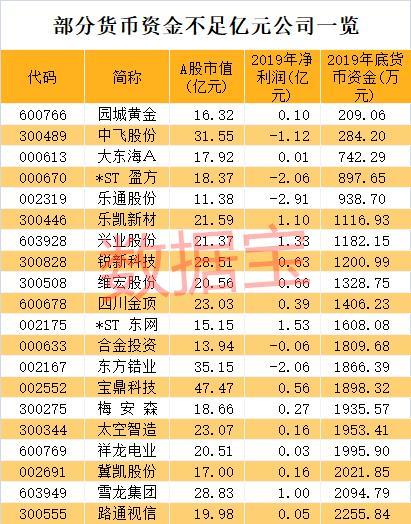 部分货币资金不足亿元公司一览
代码 简称 A股市值(亿元) 2019年净利润(亿元) 2019年底货币资金(万元)
600766 园城黄金 16.32 0.10 209.06
300489 中飞股份 31.55 -1.12 284.20
000613 大东海A 17.92 0.01 742.29
000670 *ST 盈方 18.37 -2.06 897.65
002319 乐通股份 11.38 -2.91 938.70
300446 乐凯新材 21.59 1.10 1116.93
603928 兴业股份 21.37 1.33 1182.15
300828 锐新科技 28.51 0.63 1200.99
300508 维宏股份 20.56 0.66 1328.75
600678 四川金顶 23.03 0.39 1406.23
002175 *ST 东网 15.15 1.53 1608.08
000633 合金投资 13.94 -0.06 1809.68
002167 东方锆业 35.15 -2.06 1866.39
002552 宝鼎科技 47.47 0.56 1898.32
300275 梅 安 森 18.66 0.27 1935.57
300344 太空智造 23.07 0.16 1953.41
600769 祥龙电业 20.51 0.03 1995.90
002691 冀凯股份 17.00 0.16 2021.85
603949 雪龙集团 28.83 1.00 2094.79
300555 路通视信 19.98 0.05 2255.84
数据宝